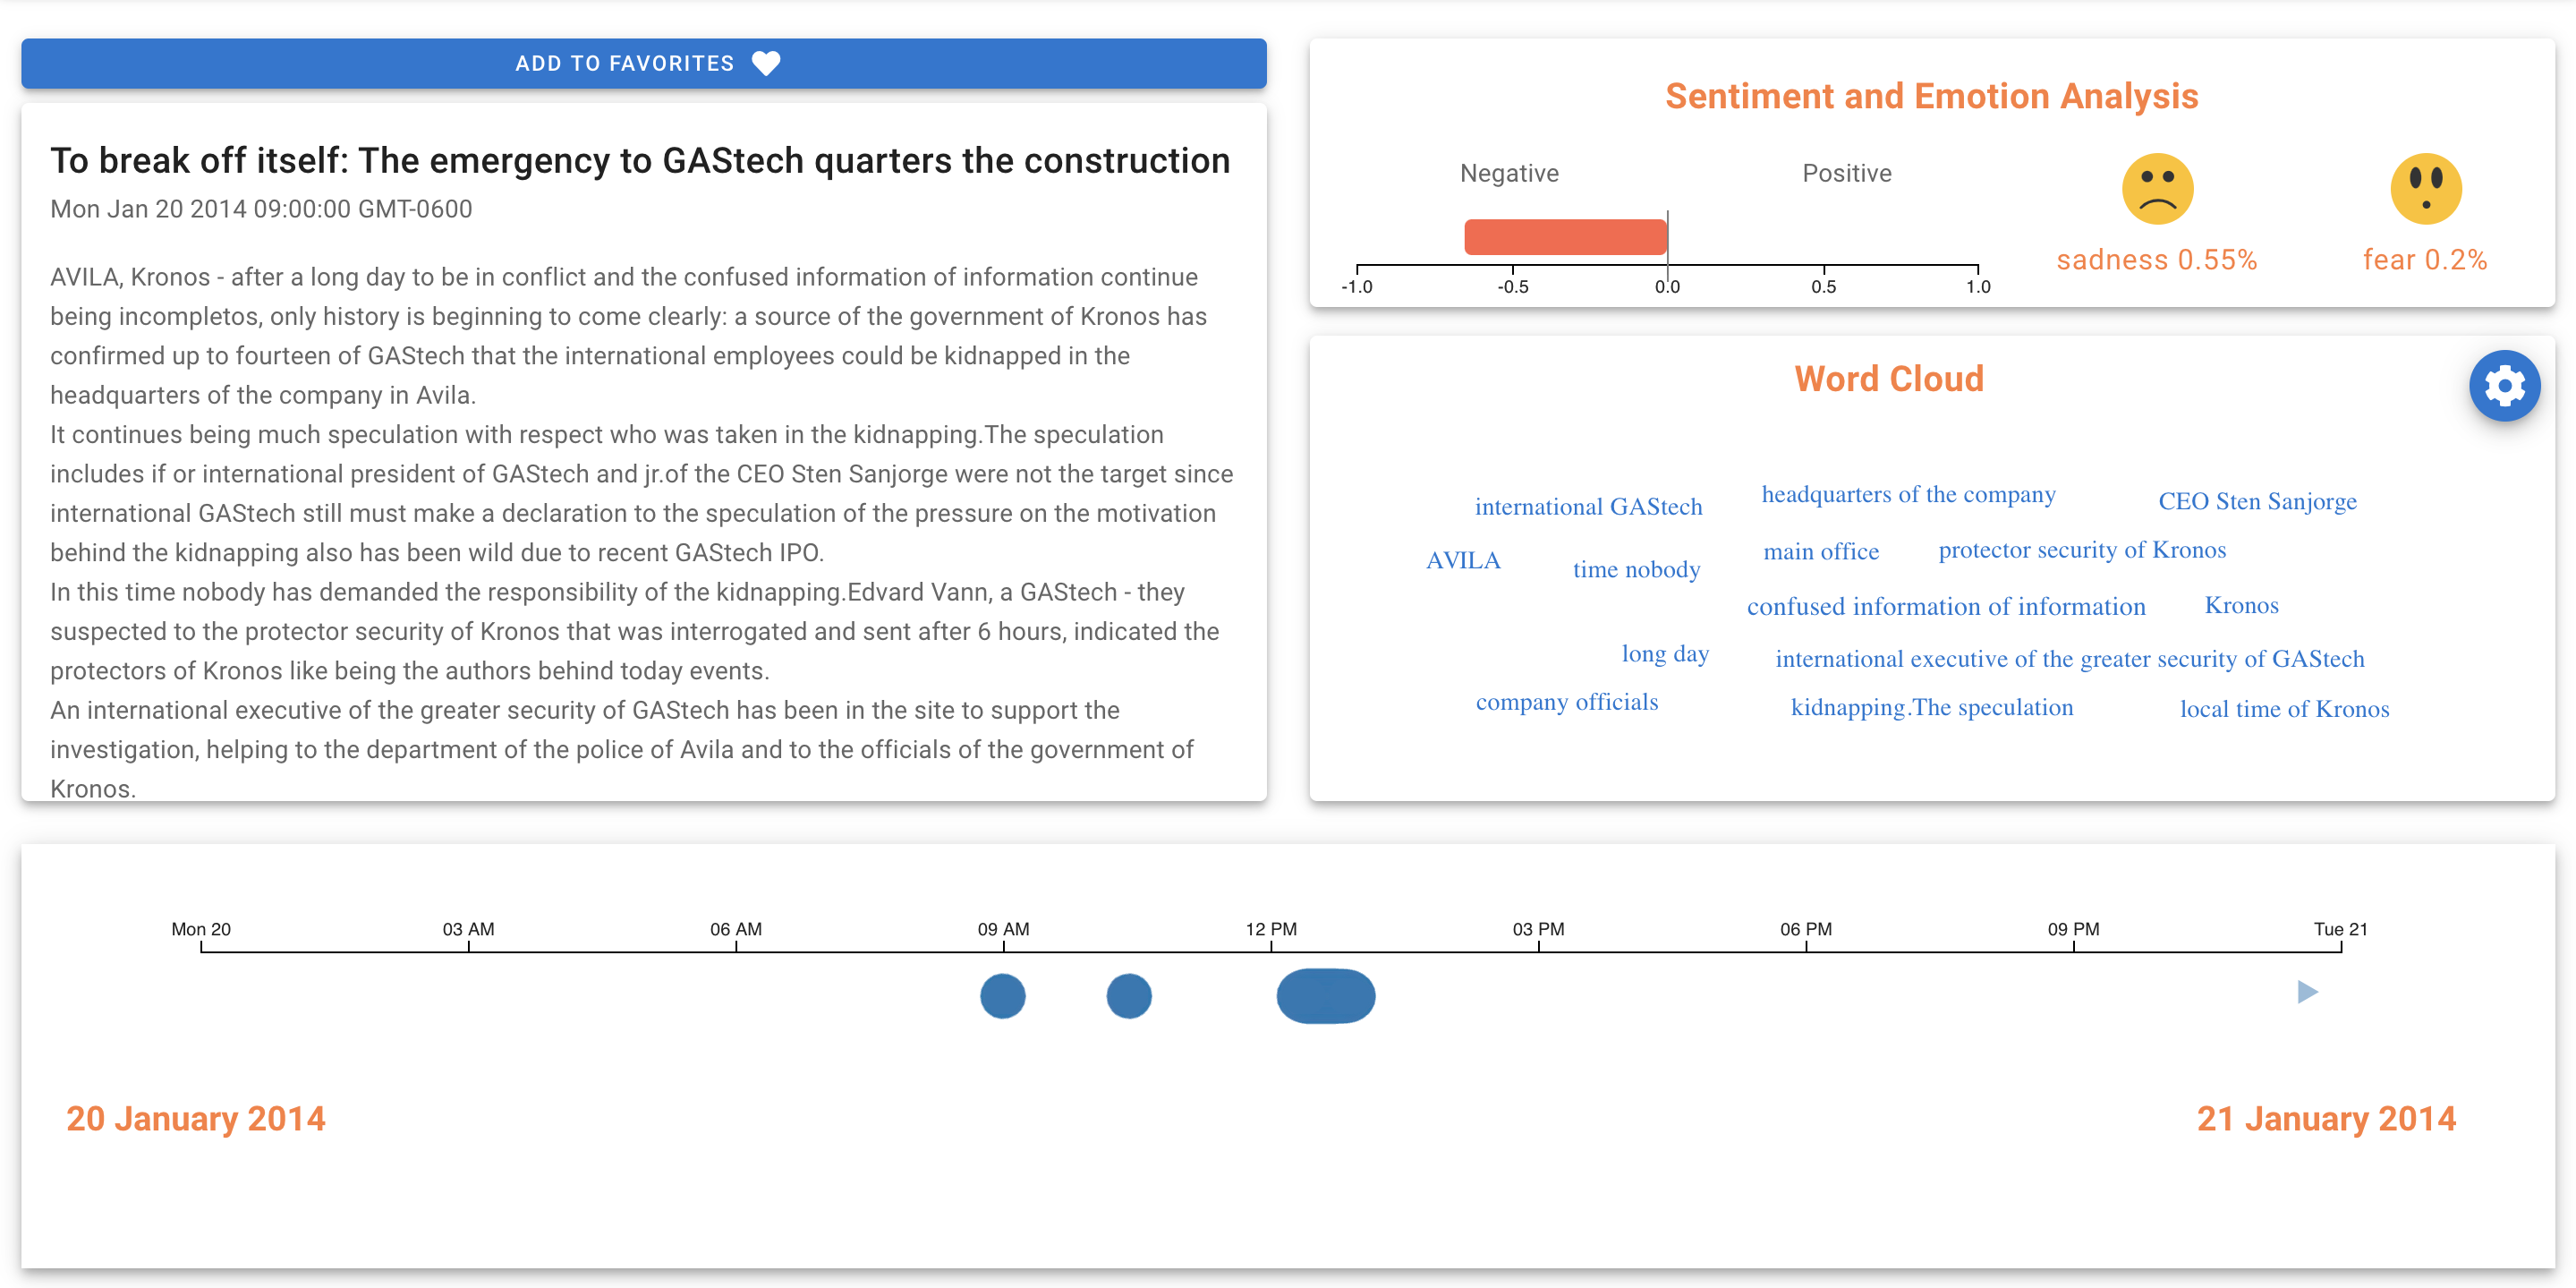 ADD TO FAVORITES
To break off itself: The emergency to GAStech quarters the construction
Mon Jan 20 2014 09:00:00 GMT-0600
AVILA, Kronos - after a long day to be in conflict and the confused information of information continue
being incompletos, only history is beginning to come clearly: a source of the government of Kronos has
confirmed up to fourteen of GAStech that the international employees could be kidnapped in the
headquarters of the company in Avila.
It continues being much speculation with respect who was taken in the kidnapping.The speculation
includes if or international president of GAStech and jr.of the CEO Sten Sanjorge were not the target since
international GAStech still must make a declaration to the speculation of the pressure on the motivation
behind the kidnapping also has been wild due to recent GAStech IPO.
In this time nobody has demanded the responsibility of the kidnapping.Edvard Vann, a GAStech - they
suspected to the protector security of Kronos that was interrogated and sent after 6 hours, indicated the
protectors of Kronos like being the authors behind today events.
An international executive of the greater security of GAStech has been in the site to support the
investigation, helping to the department of the police of Avila and to the officials of the government of
Kronos.
Sentiment and Emotion Analysis
Negative Positive
-1.0 -0.5 0.0 0.5 1.0
sadness 0.55% fear 0.2%
Word Cloud
international GAStech headquarters of the company CEO Sten Sanjorge
AVILA time nobody main office protector security of Kronos
confused information of information Kronos
long day international executive of the greater security of GAStech
company officials kidnapping.The speculation local time of Kronos
Mon 20 03 AM 06 AM 09 AM 12 PM 03 PM 06 PM 09 PM Tue 21
20 January 2014 21 January 2014